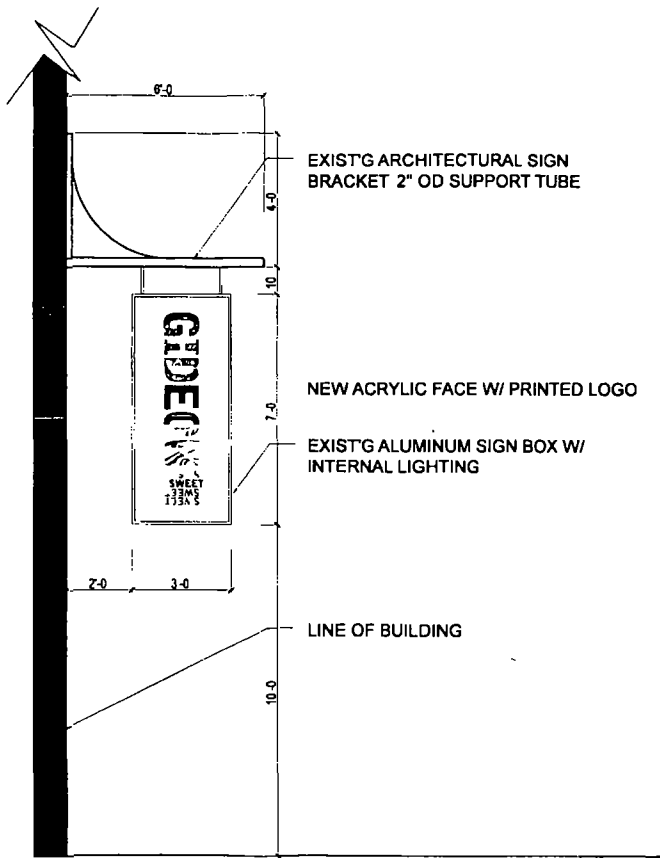 6'-0
EXIST'G ARCHITECTURAL SIGN
BRACKET 2" OD SUPPORT TUBE
4'-0
10
NEW ACRYLIC FACE W/ PRINTED LOGO
7'-0
EXIST'G ALUMINUM SIGN BOX W/
INTERNAL LIGHTING
SWEET
SWEET
2'-0
3-0
LINE OF BUILDING
10-0